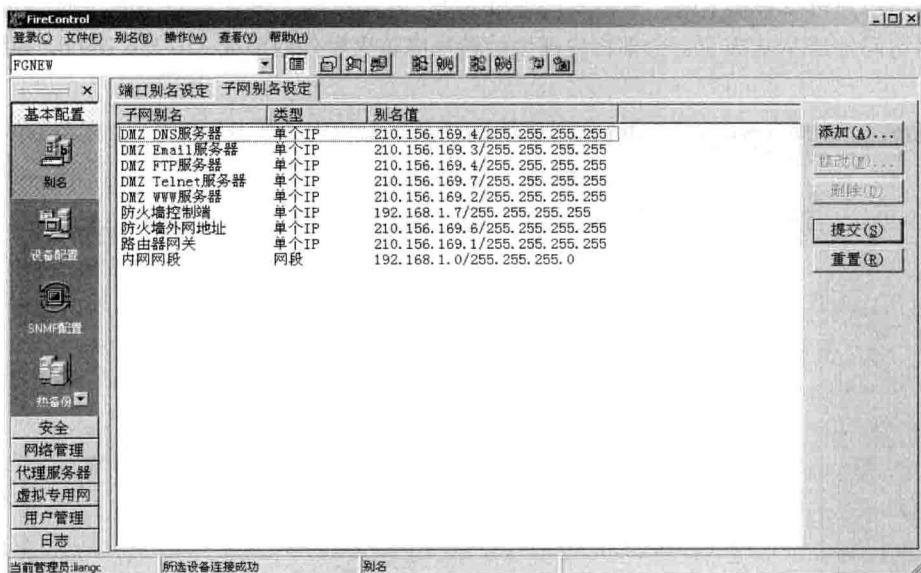 FireControl
登录(C) 文件(F) 别名(B) 操作(W) 查看(V) 帮助(H)
FGNEW
端口别名设定 子网别名设定
基本配置
别名
设备配置
SNMP配置
热备份
安全
网络管理
代理服务器
虚拟专用网
用户管理
日志
子网别名 类型 别名值
DMZ DNS服务器 单个IP 210.156.169.4/255.255.255.255
DMZ Email服务器 单个IP 210.156.169.3/255.255.255.255
DMZ FTP服务器 单个IP 210.156.169.4/255.255.255.255
DMZ Telnet服务器 单个IP 210.156.169.7/255.255.255.255
DMZ WWW服务器 单个IP 210.156.169.2/255.255.255.255
防火墙控制端 单个IP 192.168.1.7/255.255.255.255
防火墙外网地址 单个IP 210.156.169.6/255.255.255.255
路由器网关 单个IP 210.156.169.1/255.255.255.255
内网网段 网段 192.168.1.0/255.255.255.0
添加(A)...
修改(M)...
删除(D)
提交(S)
重置(R)
当前管理员:liangc 所选设备连接成功 别名